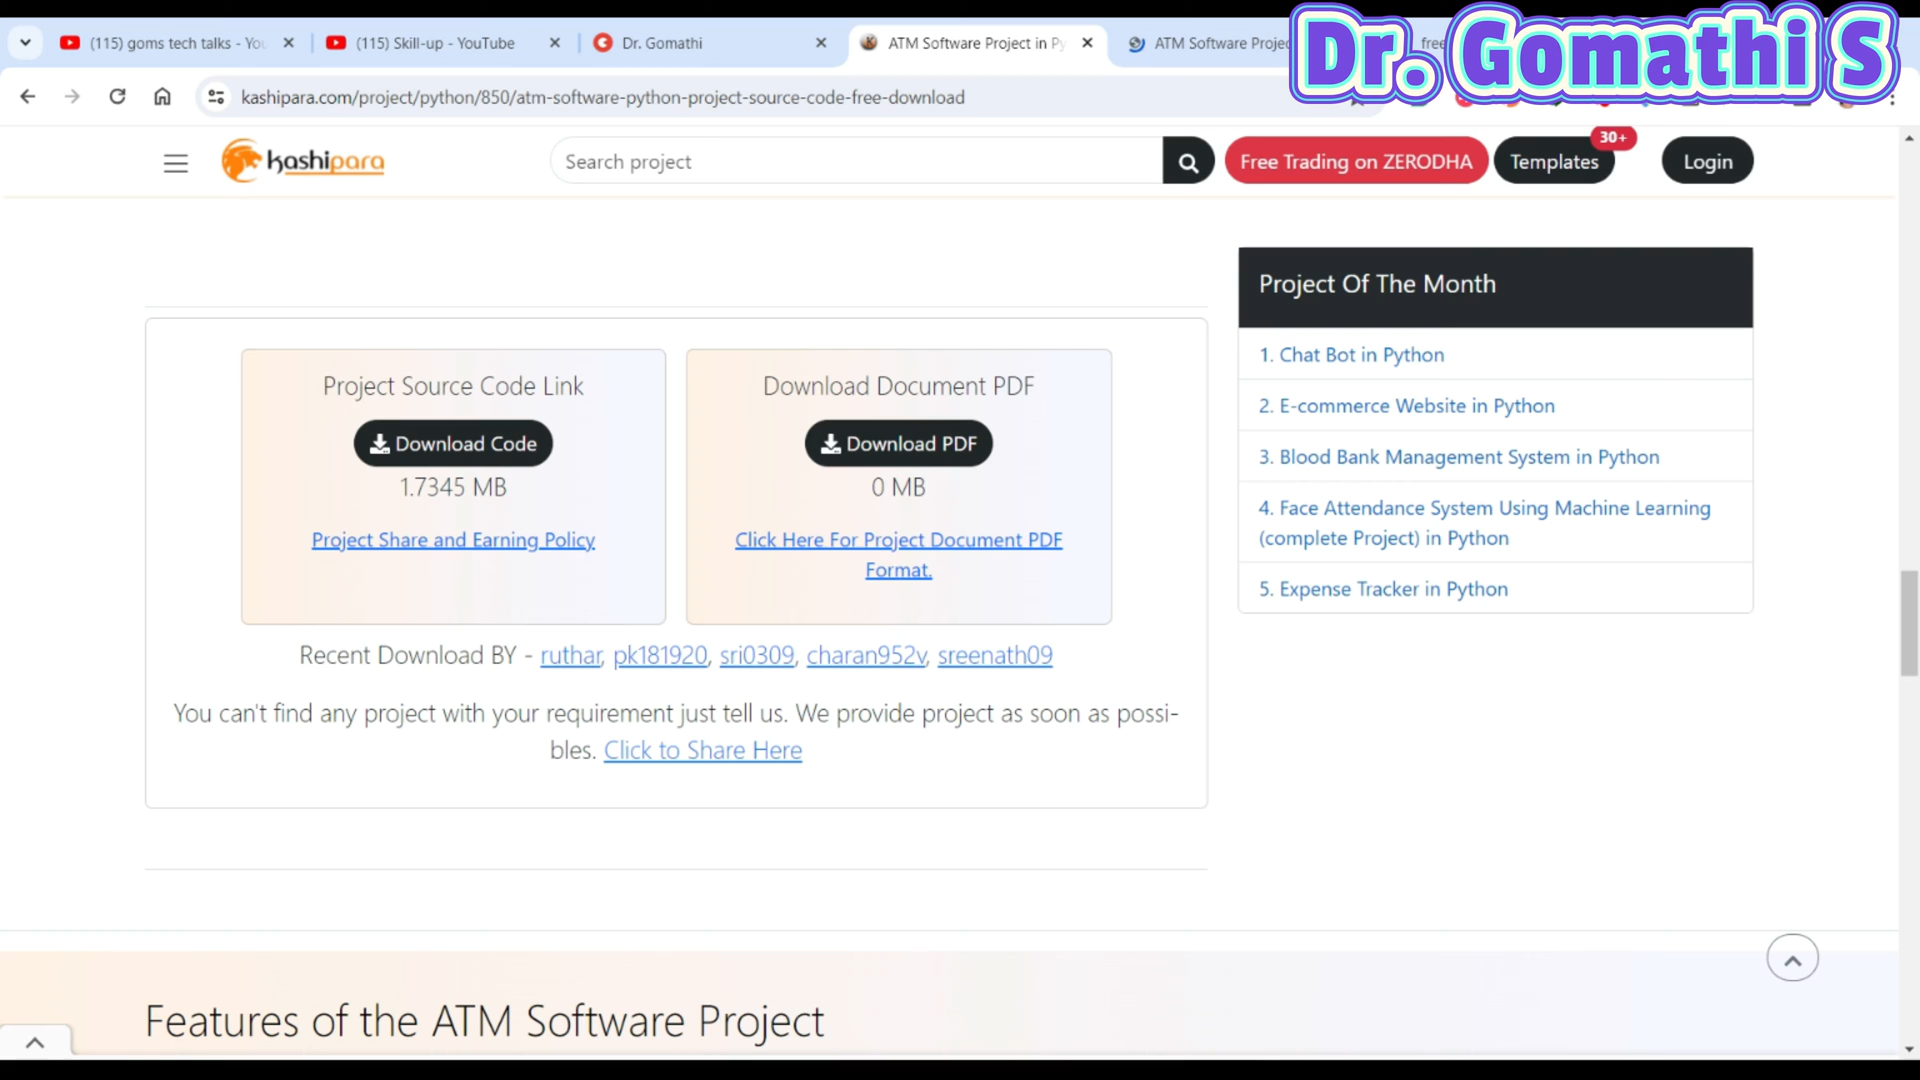 (115) goms tech talks - You
(115) Skill-up - YouTube
Dr. Gomathi
ATM Software Project in Py
ATM Software Projec
free
Dr. Gomathi S
kashipara.com/project/python/850/atm-software-python-project-source-code-free-download
kashipara
Search project
Free Trading on ZERODHA
Templates
30+
Login
Project Source Code Link
Download Code
1.7345 MB
Project Share and Earning Policy
Download Document PDF
Download PDF
0 MB
Click Here For Project Document PDF
Format.
Recent Download BY - ruthar, pk181920, sri0309, charan952v, sreenath09
You can't find any project with your requirement just tell us. We provide project as soon as possi-
bles. Click to Share Here
Project Of The Month
1. Chat Bot in Python
2. E-commerce Website in Python
3. Blood Bank Management System in Python
4. Face Attendance System Using Machine Learning
(complete Project) in Python
5. Expense Tracker in Python
Features of the ATM Software Project